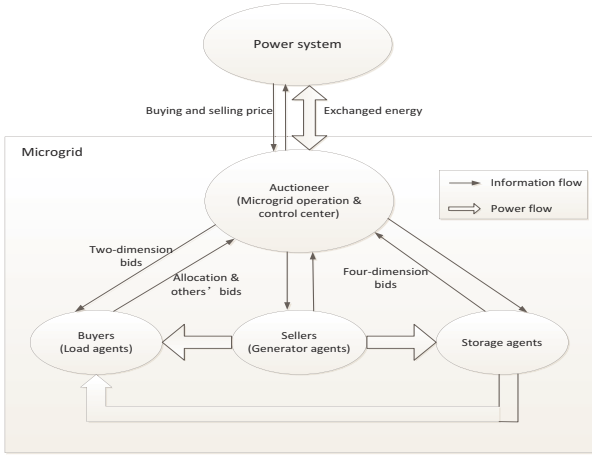 Power system
Buying and selling price
Exchanged energy
Microgrid
Auctioneer
(Microgrid operation &
control center)
Information flow
Power flow
Two-dimension
bids
Allocation &
others’ bids
Four-dimension
bids
Buyers
(Load agents)
Sellers
(Generator agents)
Storage agents